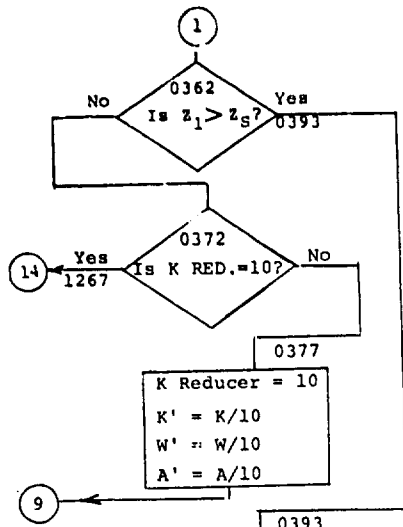 1
0362
No
Yes
Is Z₁ > Z_S?
0393
0372
Yes
No
14
Is K RED.=10?
1267
0377
K Reducer = 10
K' = K/10
W' = W/10
A' = A/10
9
0393